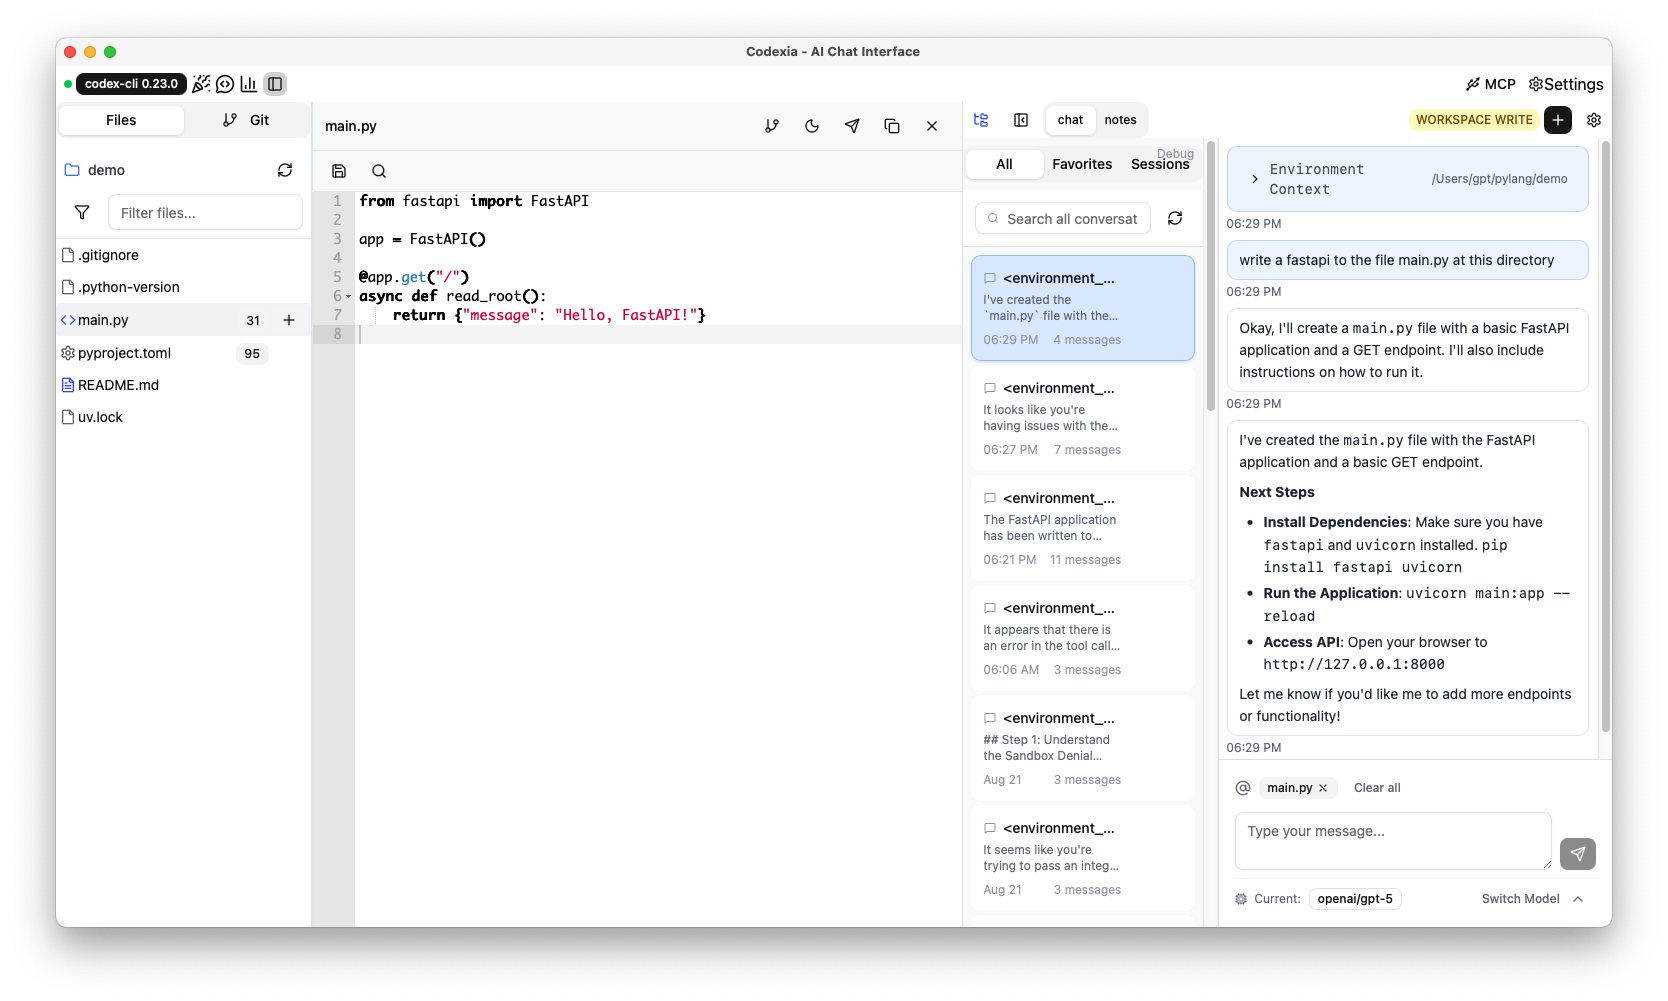 Codexia - AI Chat Interface
codex-cli 0.23.0
MCP
Settings
Files
Git
demo
Filter files...
.gitignore
.python-version
main.py
31
pyproject.toml
95
README.md
uv.lock
main.py
1 from fastapi import FastAPI
2
3 app = FastAPI()
4
5 @app.get("/")
6 async def read_root():
7 return {"message": "Hello, FastAPI!"}
8
chat
notes
WORKSPACE WRITE
Debug
All
Favorites
Sessions
Search all conversat
<environment_...
I've created the
`main.py` file with the...
06:29 PM 4 messages
<environment_...
It looks like you're
having issues with the...
06:27 PM 7 messages
<environment_...
The FastAPI application
has been written to...
06:21 PM 11 messages
<environment_...
It appears that there is
an error in the tool call...
06:06 AM 3 messages
<environment_...
## Step 1: Understand
the Sandbox Denial...
Aug 21 3 messages
<environment_...
It seems like you're
trying to pass an integ...
Aug 21 3 messages
Environment
Context
/Users/gpt/pylang/demo
06:29 PM
write a fastapi to the file main.py at this directory
06:29 PM
Okay, I'll create a main.py file with a basic FastAPI
application and a GET endpoint. I'll also include
instructions on how to run it.
06:29 PM
I've created the main.py file with the FastAPI
application and a basic GET endpoint.
Next Steps
• Install Dependencies: Make sure you have
fastapi and uvicorn installed. pip
install fastapi uvicorn
• Run the Application: uvicorn main:app --
reload
• Access API: Open your browser to
http://127.0.0.1:8000
Let me know if you'd like me to add more endpoints
or functionality!
06:29 PM
@ main.py
Clear all
Type your message...
Current: openai/gpt-5
Switch Model